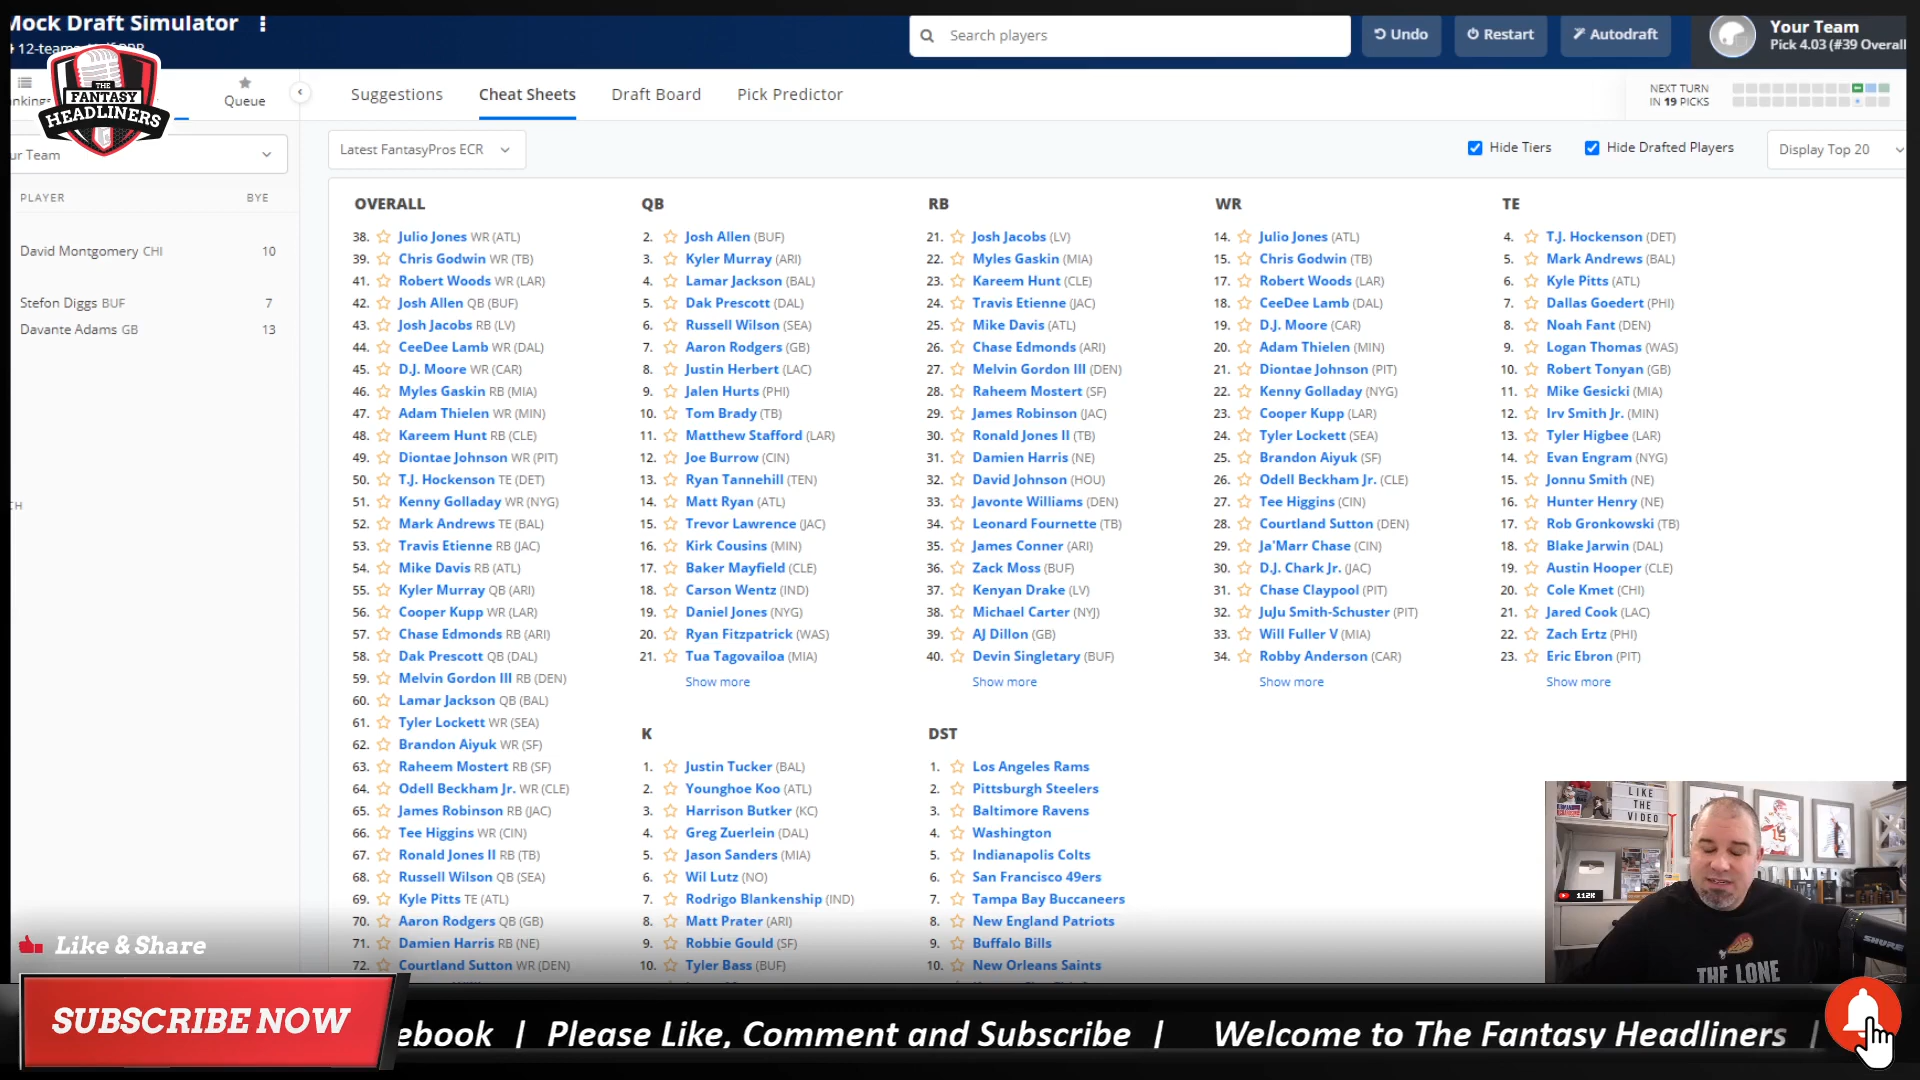 Mock Draft Simulator
Search players
Undo
Restart
Autodraft
Your Team
Pick 4.03 (#39 Overall
THE
FANTASY
HEADLINERS
Queue
Suggestions
Cheat Sheets
Draft Board
Pick Predictor
NEXT TURN
IN 19 PICKS
ur Team
Latest FantasyPros ECR
Hide Tiers
Hide Drafted Players
Display Top 20
PLAYER BYE
David Montgomery CHI 10
Stefon Diggs BUF 7
Davante Adams GB 13
OVERALL
38. Julio Jones WR (ATL)
39. Chris Godwin WR (TB)
41. Robert Woods WR (LAR)
42. Josh Allen QB (BUF)
43. Josh Jacobs RB (LV)
44. CeeDee Lamb WR (DAL)
45. D.J. Moore WR (CAR)
46. Myles Gaskin RB (MIA)
47. Adam Thielen WR (MIN)
48. Kareem Hunt RB (CLE)
49. Diontae Johnson WR (PIT)
50. T.J. Hockenson TE (DET)
51. Kenny Golladay WR (NYG)
52. Mark Andrews TE (BAL)
53. Travis Etienne RB (JAC)
54. Mike Davis RB (ATL)
55. Kyler Murray QB (ARI)
56. Cooper Kupp WR (LAR)
57. Chase Edmonds RB (ARI)
58. Dak Prescott QB (DAL)
59. Melvin Gordon III RB (DEN)
60. Lamar Jackson QB (BAL)
61. Tyler Lockett WR (SEA)
62. Brandon Aiyuk WR (SF)
63. Raheem Mostert RB (SF)
64. Odell Beckham Jr. WR (CLE)
65. James Robinson RB (JAC)
66. Tee Higgins WR (CIN)
67. Ronald Jones II RB (TB)
68. Russell Wilson QB (SEA)
69. Kyle Pitts TE (ATL)
70. Aaron Rodgers QB (GB)
71. Damien Harris RB (NE)
72. Courtland Sutton WR (DEN)
QB
2. Josh Allen (BUF)
3. Kyler Murray (ARI)
4. Lamar Jackson (BAL)
5. Dak Prescott (DAL)
6. Russell Wilson (SEA)
7. Aaron Rodgers (GB)
8. Justin Herbert (LAC)
9. Jalen Hurts (PHI)
10. Tom Brady (TB)
11. Matthew Stafford (LAR)
12. Joe Burrow (CIN)
13. Ryan Tannehill (TEN)
14. Matt Ryan (ATL)
15. Trevor Lawrence (JAC)
16. Kirk Cousins (MIN)
17. Baker Mayfield (CLE)
18. Carson Wentz (IND)
19. Daniel Jones (NYG)
20. Ryan Fitzpatrick (WAS)
21. Tua Tagovailoa (MIA)
Show more
RB
21. Josh Jacobs (LV)
22. Myles Gaskin (MIA)
23. Kareem Hunt (CLE)
24. Travis Etienne (JAC)
25. Mike Davis (ATL)
26. Chase Edmonds (ARI)
27. Melvin Gordon III (DEN)
28. Raheem Mostert (SF)
29. James Robinson (JAC)
30. Ronald Jones II (TB)
31. Damien Harris (NE)
32. David Johnson (HOU)
33. Javonte Williams (DEN)
34. Leonard Fournette (TB)
35. James Conner (ARI)
36. Zack Moss (BUF)
37. Kenyan Drake (LV)
38. Michael Carter (NYJ)
39. AJ Dillon (GB)
40. Devin Singletary (BUF)
Show more
WR
14. Julio Jones (ATL)
15. Chris Godwin (TB)
17. Robert Woods (LAR)
18. CeeDee Lamb (DAL)
19. D.J. Moore (CAR)
20. Adam Thielen (MIN)
21. Diontae Johnson (PIT)
22. Kenny Golladay (NYG)
23. Cooper Kupp (LAR)
24. Tyler Lockett (SEA)
25. Brandon Aiyuk (SF)
26. Odell Beckham Jr. (CLE)
27. Tee Higgins (CIN)
28. Courtland Sutton (DEN)
29. Ja'Marr Chase (CIN)
30. D.J. Chark Jr. (JAC)
31. Chase Claypool (PIT)
32. JuJu Smith-Schuster (PIT)
33. Will Fuller V (MIA)
34. Robby Anderson (CAR)
Show more
TE
4. T.J. Hockenson (DET)
5. Mark Andrews (BAL)
6. Kyle Pitts (ATL)
7. Dallas Goedert (PHI)
8. Noah Fant (DEN)
9. Logan Thomas (WAS)
10. Robert Tonyan (GB)
11. Mike Gesicki (MIA)
12. Irv Smith Jr. (MIN)
13. Tyler Higbee (LAR)
14. Evan Engram (NYG)
15. Jonnu Smith (NE)
16. Hunter Henry (NE)
17. Rob Gronkowski (TB)
18. Blake Jarwin (DAL)
19. Austin Hooper (CLE)
20. Cole Kmet (CHI)
21. Jared Cook (LAC)
22. Zach Ertz (PHI)
23. Eric Ebron (PIT)
Show more
K
1. Justin Tucker (BAL)
2. Younghoe Koo (ATL)
3. Harrison Butker (KC)
4. Greg Zuerlein (DAL)
5. Jason Sanders (MIA)
6. Wil Lutz (NO)
7. Rodrigo Blankenship (IND)
8. Matt Prater (ARI)
9. Robbie Gould (SF)
10. Tyler Bass (BUF)
DST
1. Los Angeles Rams
2. Pittsburgh Steelers
3. Baltimore Ravens
4. Washington
5. Indianapolis Colts
6. San Francisco 49ers
7. Tampa Bay Buccaneers
8. New England Patriots
9. Buffalo Bills
10. New Orleans Saints
LIKE
THE
VIDEO
15
112K
SHURE
THE LONE
Like & Share
SUBSCRIBE NOW
ebook | Please Like, Comment and Subscribe | Welcome to The Fantasy Headliners |